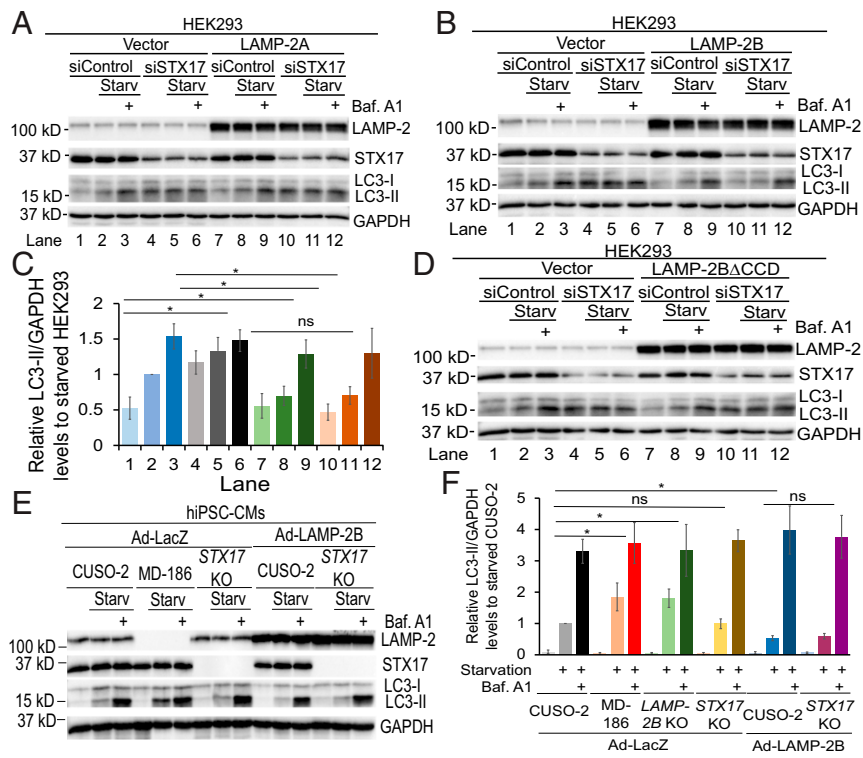 A
HEK293
Vector LAMP-2A
siControl siSTX17 siControl siSTX17
Starv Starv Starv Starv
+ + + + Baf. A1
100 kD- LAMP-2
37 kD- STX17
LC3-I
15 kD- LC3-II
37 kD- GAPDH
Lane 1 2 3 4 5 6 7 8 9 10 11 12
B
HEK293
Vector LAMP-2B
siControl siSTX17 siControl siSTX17
Starv Starv Starv Starv
+ + + + Baf. A1
100 kD- LAMP-2
37 kD- STX17
LC3-I
15 kD- LC3-II
37 kD- GAPDH
Lane 1 2 3 4 5 6 7 8 9 10 11 12
C
Relative LC3-II/GAPDH
levels to starved HEK293
2
1.5
1
0.5
0
*
*
*
*
ns
1 2 3 4 5 6 7 8 9 10 11 12
Lane
D
HEK293
Vector LAMP-2BΔCCD
siControl siSTX17 siControl siSTX17
Starv Starv Starv Starv
+ + + + Baf. A1
100 kD- LAMP-2
37 kD- STX17
LC3-I
15 kD- LC3-II
37 kD- GAPDH
Lane 1 2 3 4 5 6 7 8 9 10 11 12
E
hiPSC-CMs
Ad-LacZ Ad-LAMP-2B
CUSO-2 MD-186 STX17 KO CUSO-2 STX17 KO
Starv Starv Starv Starv Starv
+ + + + + Baf. A1
100 kD- LAMP-2
37 kD- STX17
LC3-I
15 kD- LC3-II
37 kD- GAPDH
F
Relative LC3-II/GAPDH
levels to starved CUSO-2
5
4
3
2
1
0
*
ns
*
*
ns
Starvation + + + + + + + + + + + +
Baf. A1 + + + + + +
CUSO-2 MD-186 LAMP-2B KO STX17 KO CUSO-2 STX17 KO
Ad-LacZ Ad-LAMP-2B